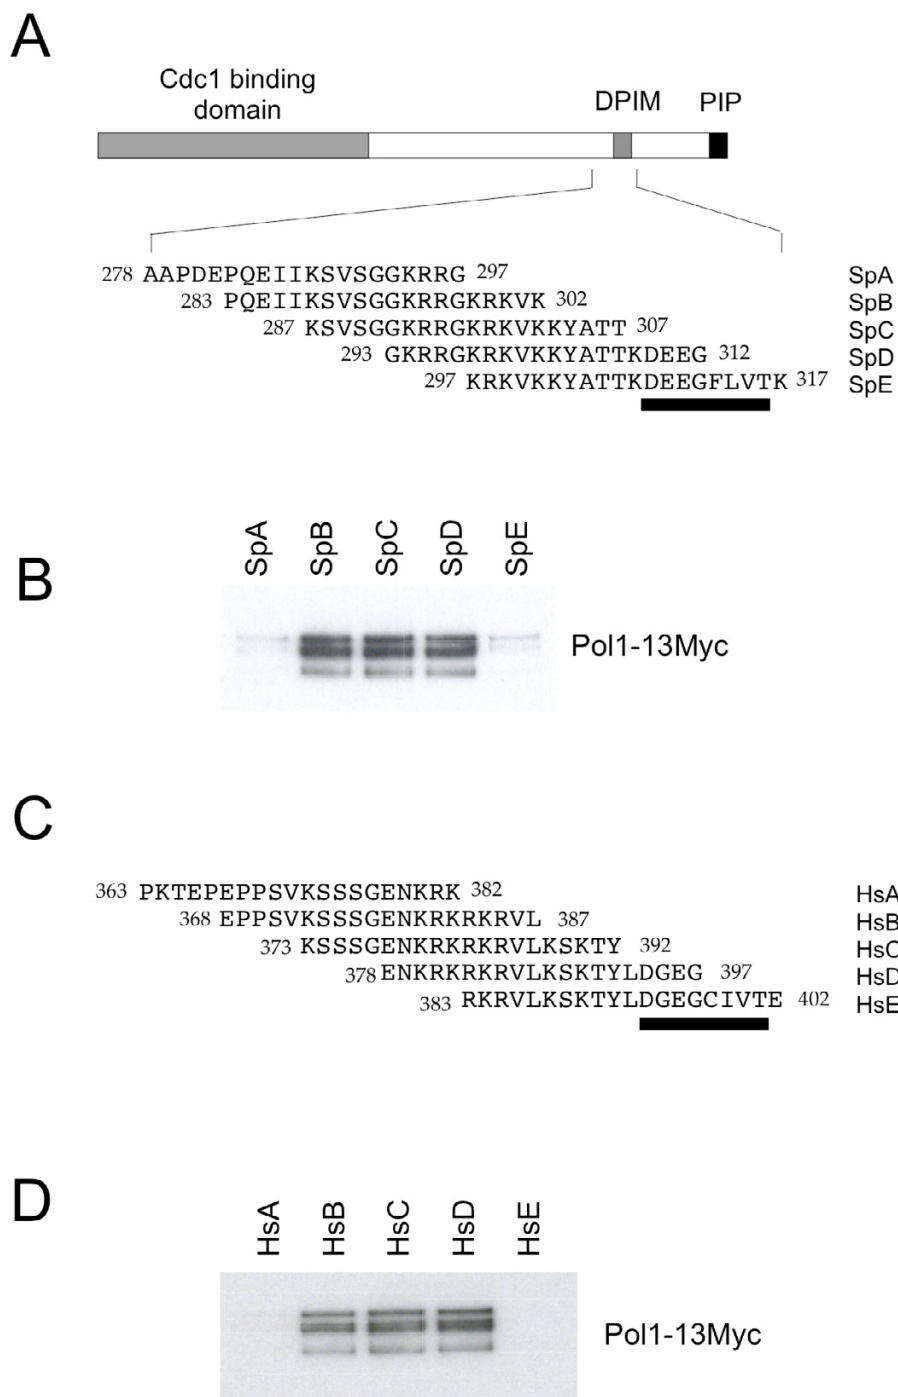 A
Cdc1 binding
domain
DPIM
PIP
278 AAPDEPQEIIKSVSGGKRRG 297 SpA
283 PQEIIKSVSGGKRRGKRKVK 302 SpB
287 KSVSGGKRRGKRKVKKYATT 307 SpC
293 GKRRGKRKVKKYATTKDEEG 312 SpD
297 KRKVKKYATTKDEEGFLVTK 317 SpE
B
SpA SpB SpC SpD SpE
Pol1-13Myc
C
363 PKTEPEPPSVKSSSGENKRK 382 HsA
368 EPPSVKSSSGENKRKRKRVL 387 HsB
373 KSSSGENKRKRKRVLKSKTY 392 HsC
378 ENKRKRKRVLKSKTYLDGEG 397 HsD
383 RKRVLKSKTYLDGEGCIVTE 402 HsE
D
HsA HsB HsC HsD HsE
Pol1-13Myc